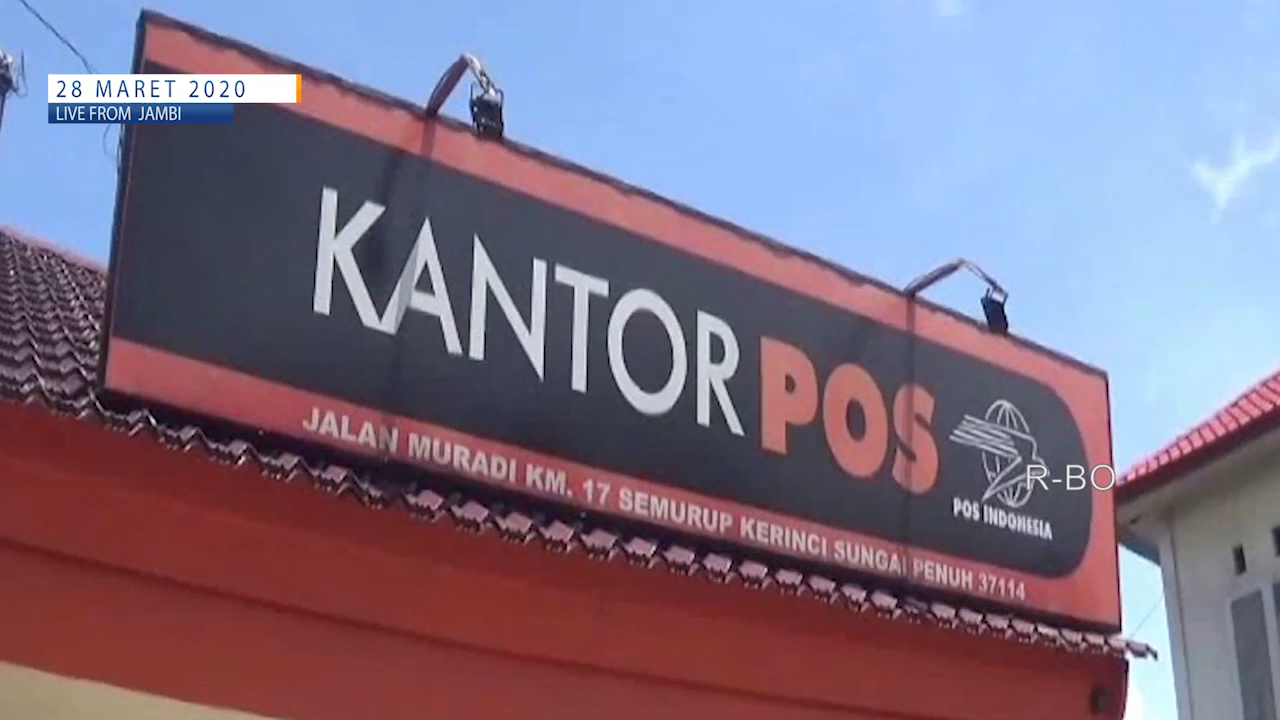 28 MARET 2020
LIVE FROM JAMBI
KANTOR POS
POS INDONESIA
R-BO
JALAN MURADI KM. 17 SEMURUP KERINCI SUNGAI PENUH 37114